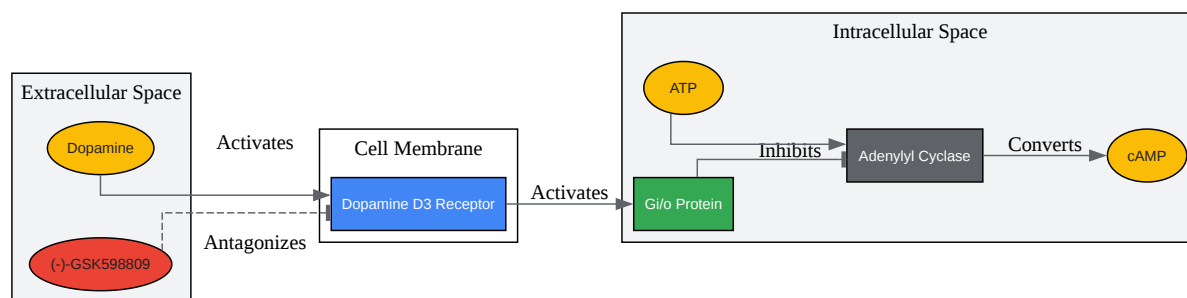 Extracellular Space
Dopamine
(-)-GSK598809
Activates
Antagonizes
Cell Membrane
Dopamine D3 Receptor
Activates
Intracellular Space
ATP
Inhibits
Gi/o Protein
Adenylyl Cyclase
Converts
cAMP